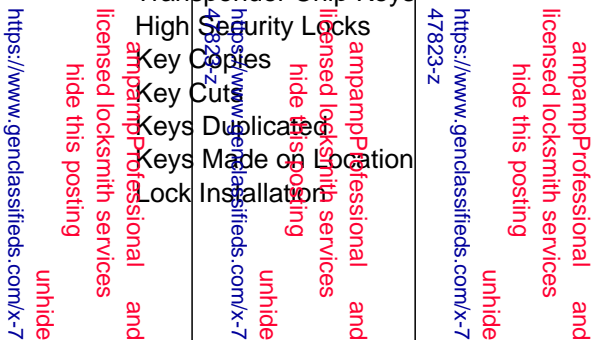 Transponder Chip Keys
High Security Locks
Key Copies
Key Cuts
Keys Duplicated
Keys Made on Location
Lock Installation
ampampProfessional and
licensed locksmith services
hide this posting unhide
https://www.genclassifieds.com/x-7
ampampProfessional and
licensed locksmith services
hide this posting unhide
https://www.genclassifieds.com/x-7
47823-z
ampampProfessional and
licensed locksmith services
hide this posting unhide
https://www.genclassifieds.com/x-7
47823-z